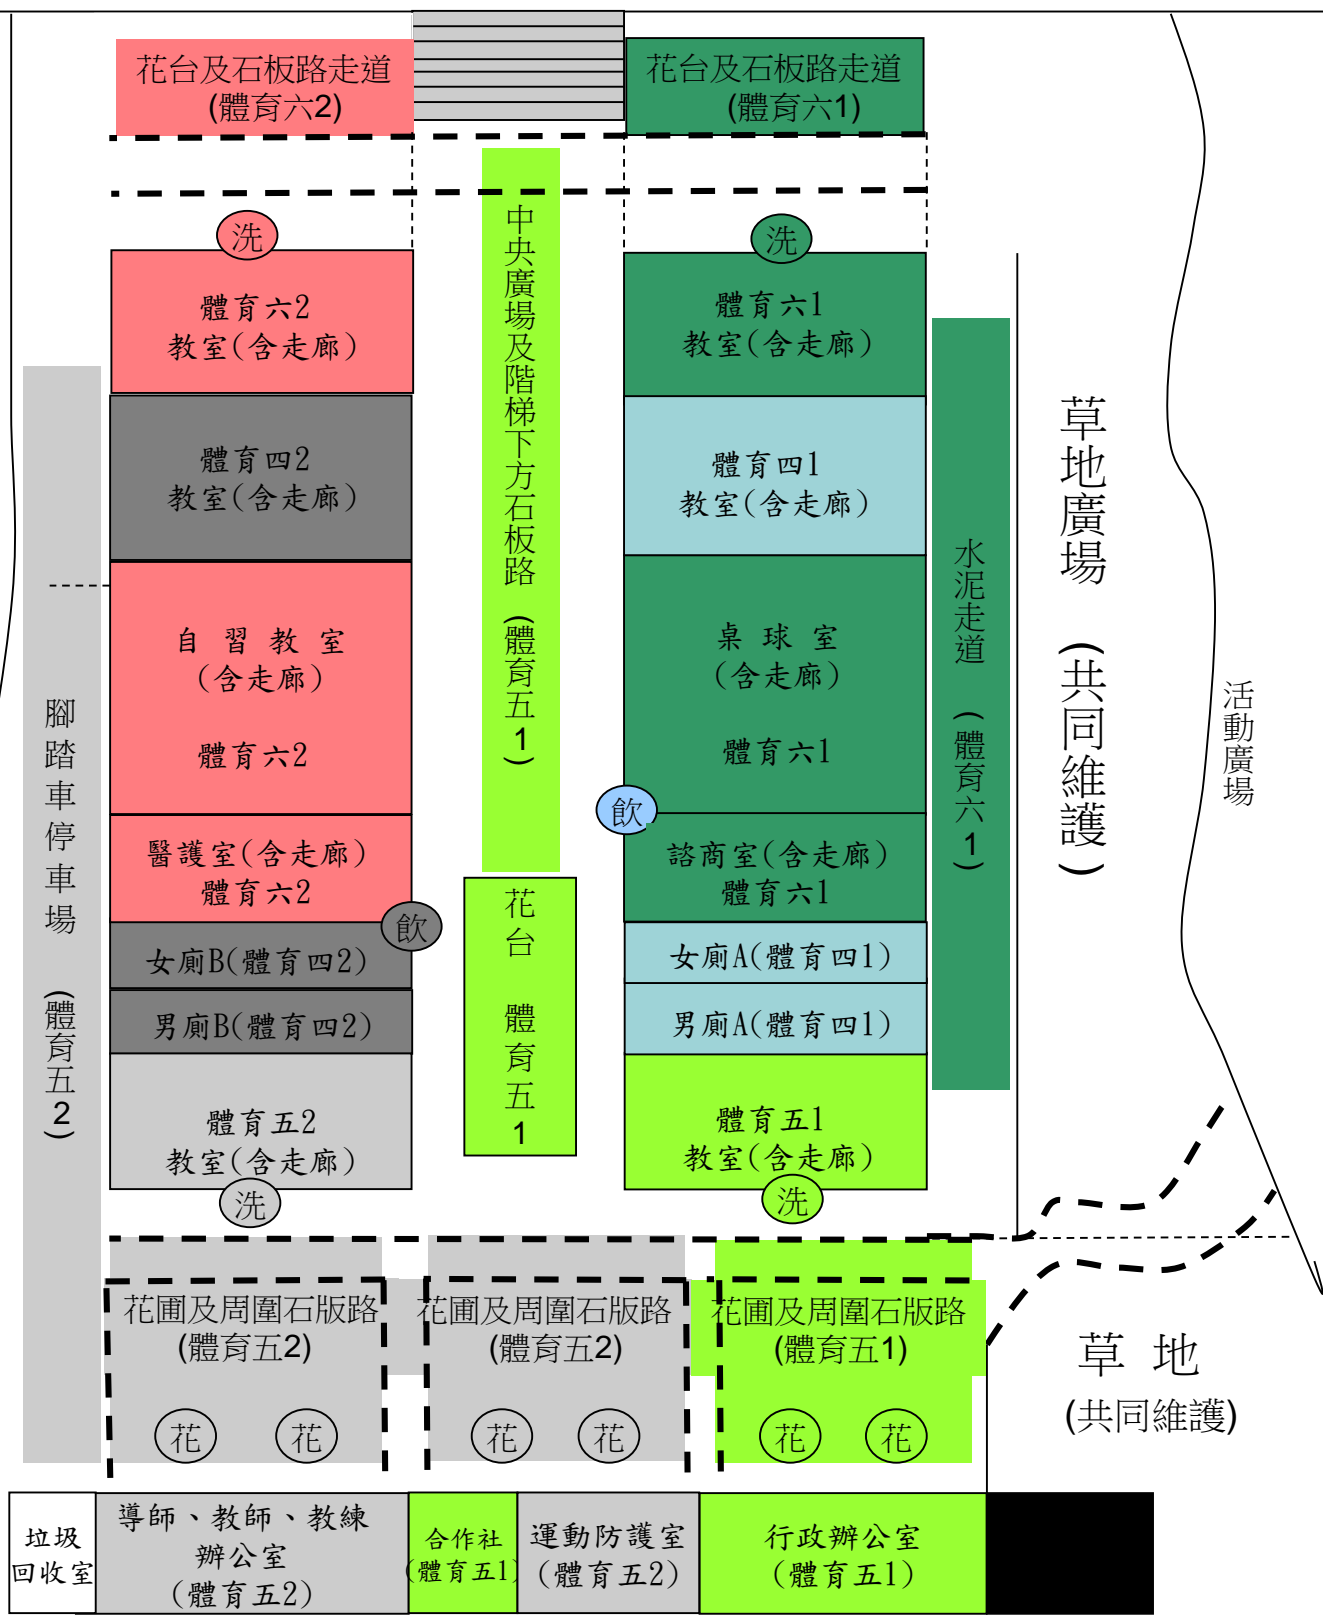 花台及石板路走道
(體育六2)
花台及石板路走道
(體育六1)
洗
洗
體育六2
教室(含走廊)
體育四2
教室(含走廊)
自習教室
(含走廊)
體育六2
醫護室(含走廊)
體育六2
飲
女廁B(體育四2)
男廁B(體育四2)
體育五2
教室(含走廊)
洗
腳踏車停車場(體育五2)
中央廣場及階梯下方石板路(體育五1)
花台 體育五1
體育六1
教室(含走廊)
體育四1
教室(含走廊)
桌球室
(含走廊)
體育六1
飲
諮商室(含走廊)
體育六1
女廁A(體育四1)
男廁A(體育四1)
體育五1
教室(含走廊)
洗
水泥走道(體育六1)
草地廣場(共同維護)
活動廣場
花圃及周圍石版路
(體育五2)
花 花
花圃及周圍石版路
(體育五2)
花 花
花圃及周圍石版路
(體育五1)
花 花
草 地
(共同維護)
垃圾
回收室
導師、教師、教練
辦公室
(體育五2)
合作社
(體育五1)
運動防護室
(體育五2)
行政辦公室
(體育五1)